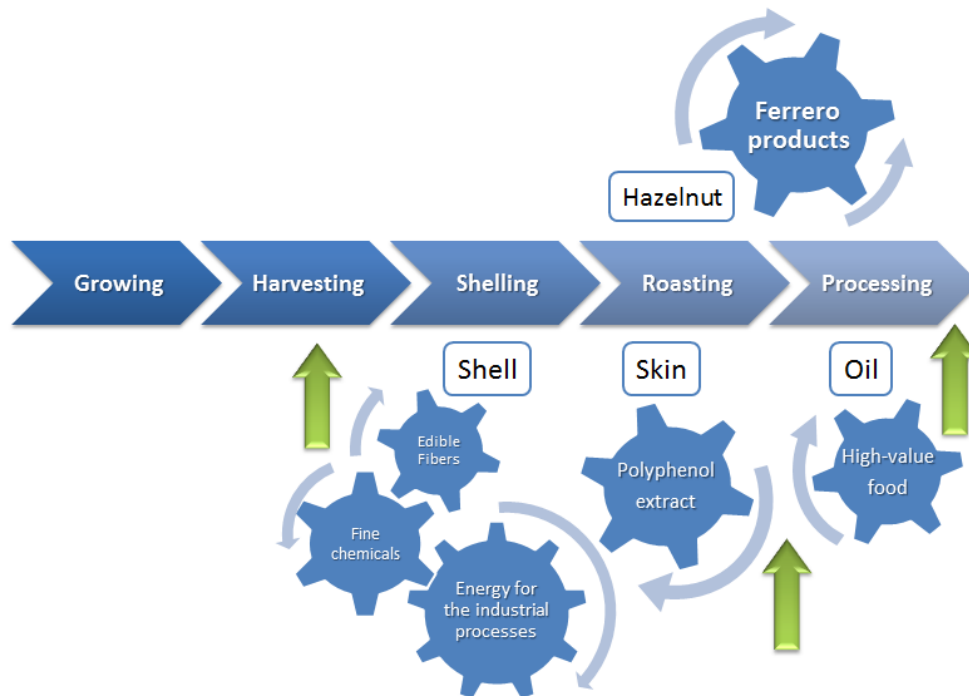 Ferrero
products
Hazelnut
Growing
Harvesting
Shelling
Roasting
Processing
Shell
Skin
Oil
Edible
Fibers
Polyphenol
extract
High-value
food
Fine
chemicals
Energy for
the industrial
processes